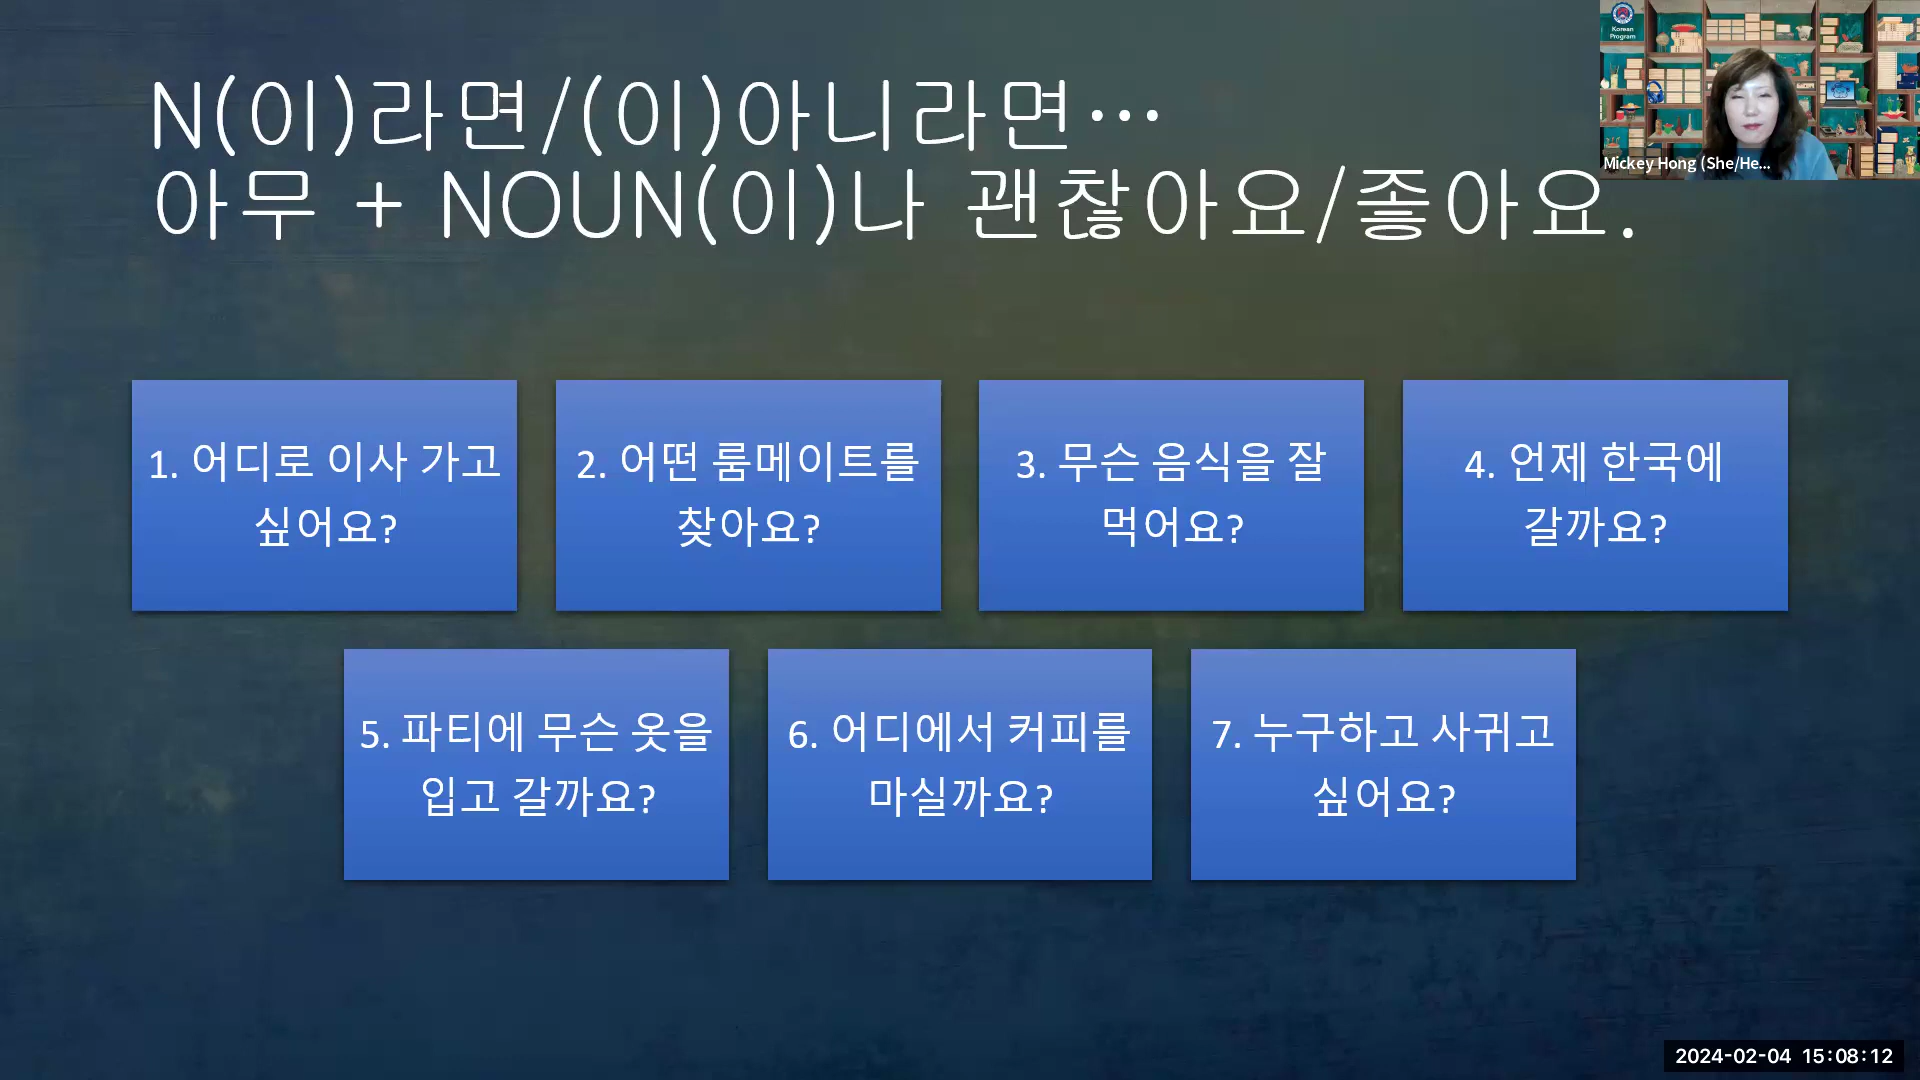 N(이)라면/(이)아니라면…
아무 + NOUN(이)나 괜찮아요/좋아요.
1. 어디로 이사 가고
싶어요?
2. 어떤 룸메이트를
찾아요?
3. 무슨 음식을 잘
먹어요?
4. 언제 한국에
갈까요?
5. 파티에 무슨 옷을
입고 갈까요?
6. 어디에서 커피를
마실까요?
7. 누구하고 사귀고
싶어요?
Korean
Program
Mickey Hong (She/He...
2024-02-04 15:08:12